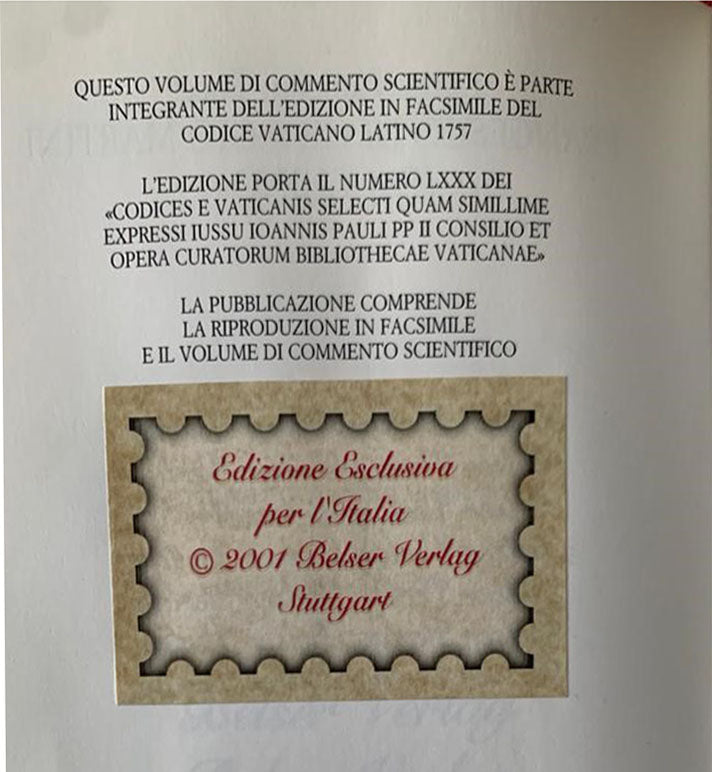 QUESTO VOLUME DI COMMENTO SCIENTIFICO È PARTE
INTEGRANTE DELL'EDIZIONE IN FACSIMILE DEL
CODICE VATICANO LATINO 1757
L'EDIZIONE PORTA IL NUMERO LXXX DEI
«CODICES E VATICANIS SELECTI QUAM SIMILLIME
EXPRESSI IUSSU IOANNIS PAULI PP II CONSILIO ET
OPERA CURATORUM BIBLIOTHECAE VATICANAE»
LA PUBBLICAZIONE COMPRENDE
LA RIPRODUZIONE IN FACSIMILE
E IL VOLUME DI COMMENTO SCIENTIFICO
Edizione Esclusiva
per l'Italia
© 2001 Belser Verlag
Stuttgart